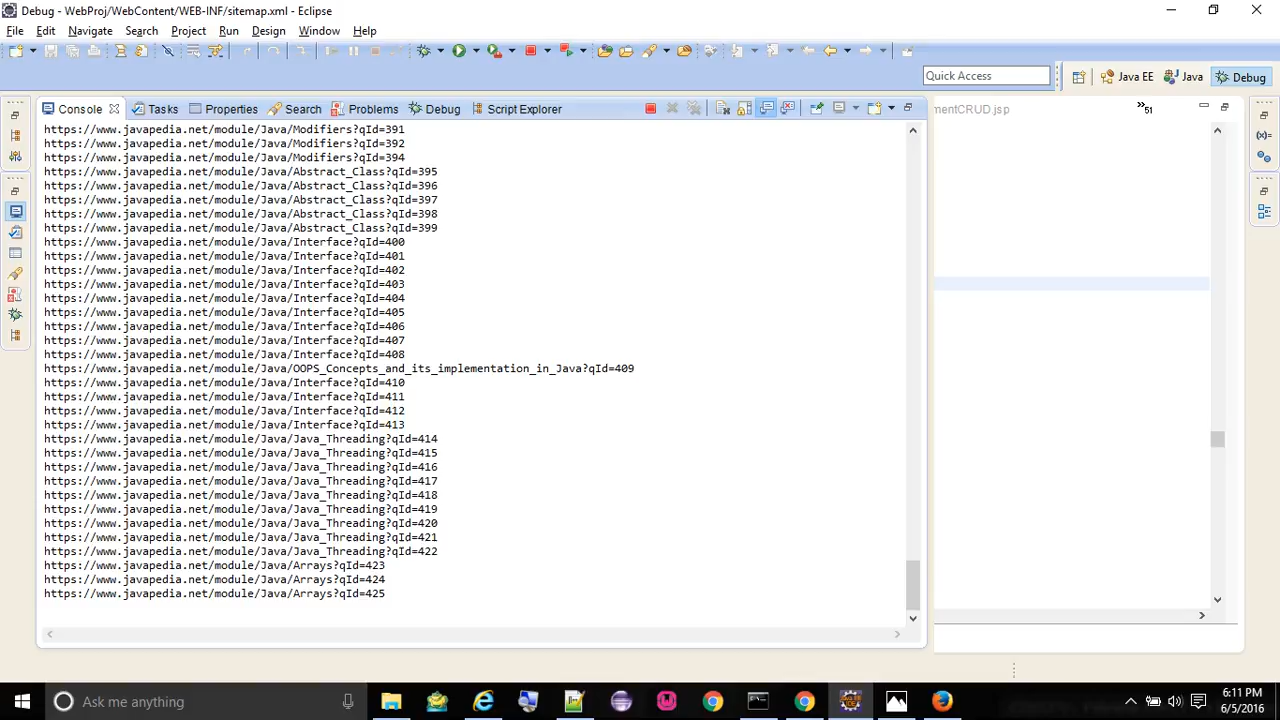 Debug - WebProj/WebContent/WEB-INF/sitemap.xml - Eclipse
File Edit Navigate Search Project Run Design Window Help
Quick Access Java EE Java Debug
Console Tasks Properties Search Problems Debug Script Explorer mentCRUD.jsp 51
https://www.javapedia.net/module/Java/Modifiers?qId=391
https://www.javapedia.net/module/Java/Modifiers?qId=392
https://www.javapedia.net/module/Java/Modifiers?qId=394
https://www.javapedia.net/module/Java/Abstract_Class?qId=395
https://www.javapedia.net/module/Java/Abstract_Class?qId=396
https://www.javapedia.net/module/Java/Abstract_Class?qId=397
https://www.javapedia.net/module/Java/Abstract_Class?qId=398
https://www.javapedia.net/module/Java/Abstract_Class?qId=399
https://www.javapedia.net/module/Java/Interface?qId=400
https://www.javapedia.net/module/Java/Interface?qId=401
https://www.javapedia.net/module/Java/Interface?qId=402
https://www.javapedia.net/module/Java/Interface?qId=403
https://www.javapedia.net/module/Java/Interface?qId=404
https://www.javapedia.net/module/Java/Interface?qId=405
https://www.javapedia.net/module/Java/Interface?qId=406
https://www.javapedia.net/module/Java/Interface?qId=407
https://www.javapedia.net/module/Java/Interface?qId=408
https://www.javapedia.net/module/Java/OOPS_Concepts_and_its_implementation_in_Java?qId=409
https://www.javapedia.net/module/Java/Interface?qId=410
https://www.javapedia.net/module/Java/Interface?qId=411
https://www.javapedia.net/module/Java/Interface?qId=412
https://www.javapedia.net/module/Java/Interface?qId=413
https://www.javapedia.net/module/Java/Java_Threading?qId=414
https://www.javapedia.net/module/Java/Java_Threading?qId=415
https://www.javapedia.net/module/Java/Java_Threading?qId=416
https://www.javapedia.net/module/Java/Java_Threading?qId=417
https://www.javapedia.net/module/Java/Java_Threading?qId=418
https://www.javapedia.net/module/Java/Java_Threading?qId=419
https://www.javapedia.net/module/Java/Java_Threading?qId=420
https://www.javapedia.net/module/Java/Java_Threading?qId=421
https://www.javapedia.net/module/Java/Java_Threading?qId=422
https://www.javapedia.net/module/Java/Arrays?qId=423
https://www.javapedia.net/module/Java/Arrays?qId=424
https://www.javapedia.net/module/Java/Arrays?qId=425
Ask me anything
6:11 PM
6/5/2016